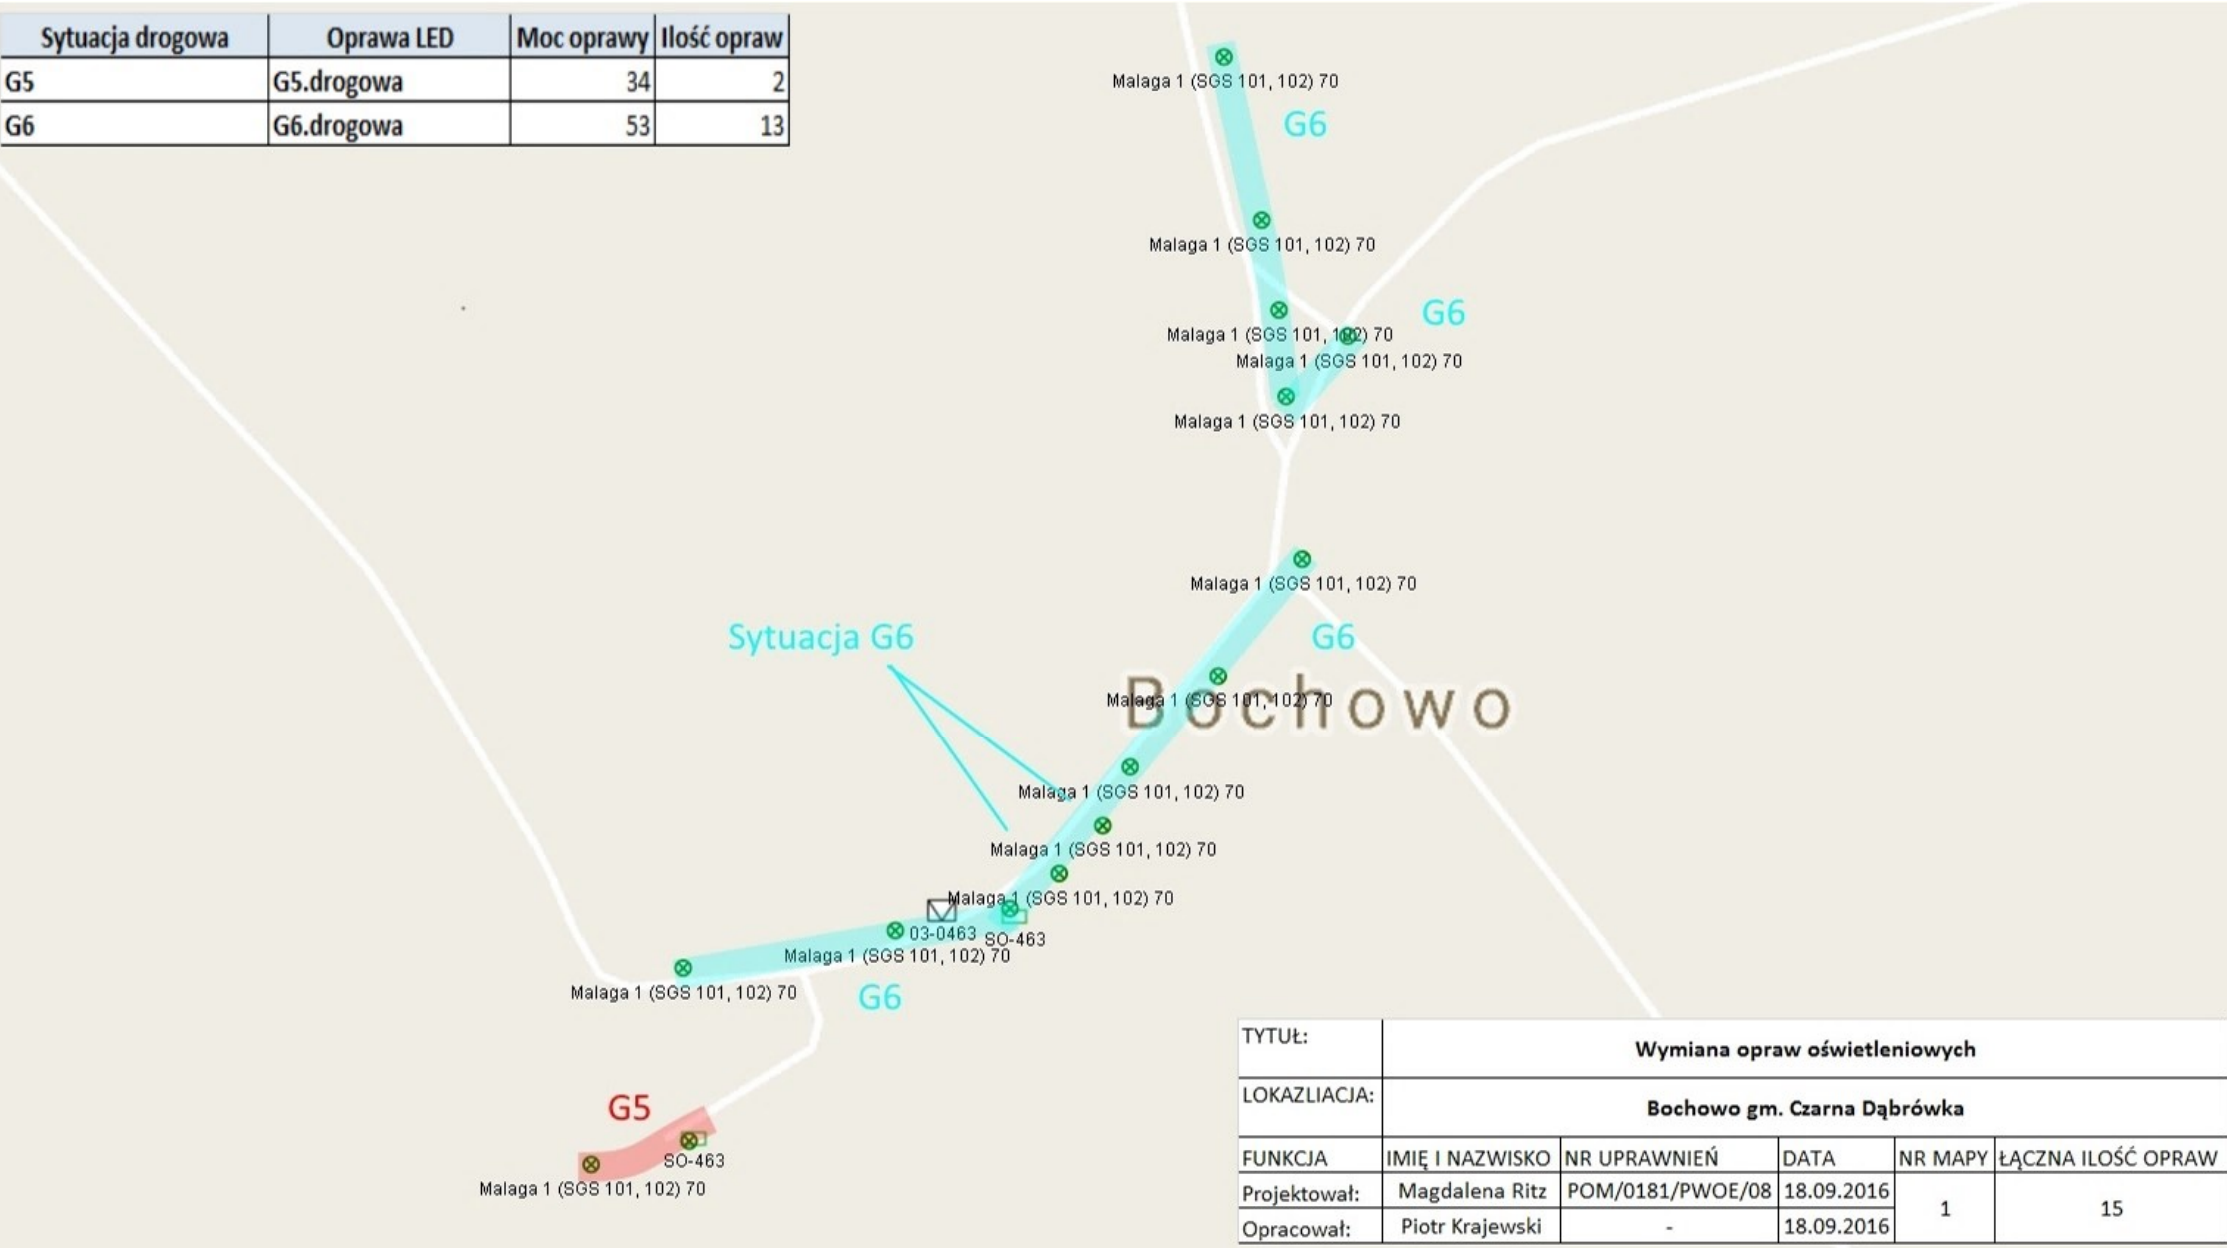 Sytuacja drogowa Oprawa LED Moc oprawy Ilość opraw
G5 G5.drogowa 34 2
G6 G6.drogowa 53 13
Malaga 1 (SGS 101, 102) 70
G6
Malaga 1 (SGS 101, 102) 70
G6
Malaga 1 (SGS 101, 102) 70
Malaga 1 (SGS 101, 102) 70
Malaga 1 (SGS 101, 102) 70
Malaga 1 (SGS 101, 102) 70
Sytuacja G6
G6
Malaga 1 (SGS 101, 102) 70
Bochowo
Malaga 1 (SGS 101, 102) 70
Malaga 1 (SGS 101, 102) 70
Malaga 1 (SGS 101, 102) 70
03-0463 SO-463
Malaga 1 (SGS 101, 102) 70
Malaga 1 (SGS 101, 102) 70
G6
G5
SO-463
Malaga 1 (SGS 101, 102) 70
TYTUŁ: Wymiana opraw oświetleniowych
LOKAZLIACJA: Bochowo gm. Czarna Dąbrówka
FUNKCJA IMIĘ I NAZWISKO NR UPRAWNIEŃ DATA NR MAPY ŁĄCZNA ILOŚĆ OPRAW
Projektował: Magdalena Ritz POM/0181/PWOE/08 18.09.2016 1 15
Opracował: Piotr Krajewski - 18.09.2016